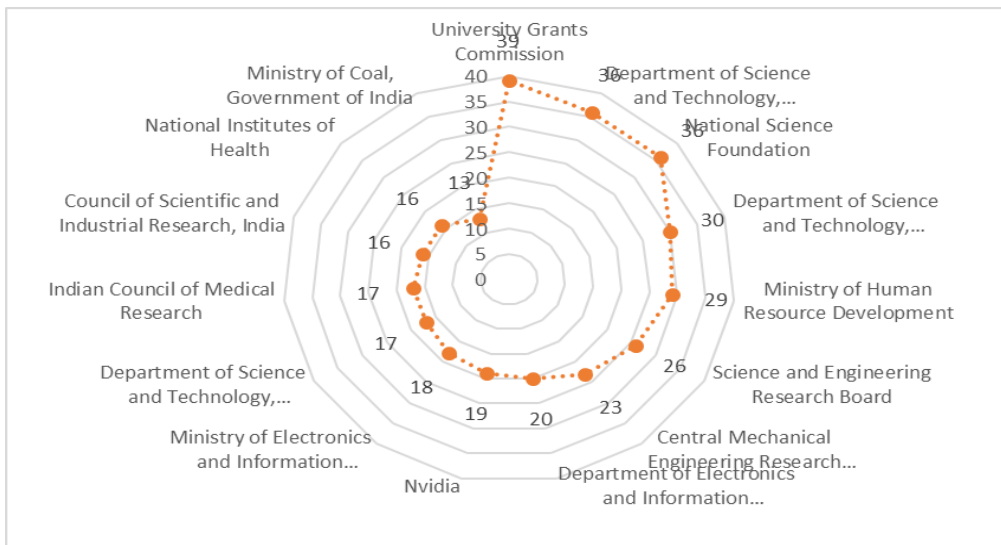 University Grants
Commission
39
Department of Science
and Technology,...
36
National Science
Foundation
36
Department of Science
and Technology,...
30
Ministry of Human
Resource Development
29
Science and Engineering
Research Board
26
Central Mechanical
Engineering Research...
23
Department of Electronics
and Information...
20
Nvidia
19
Ministry of Electronics
and Information...
18
Department of Science
and Technology,...
17
Indian Council of Medical
Research
17
Council of Scientific and
Industrial Research, India
16
National Institutes of
Health
16
Ministry of Coal,
Government of India
13
40
35
30
25
20
15
10
5
0